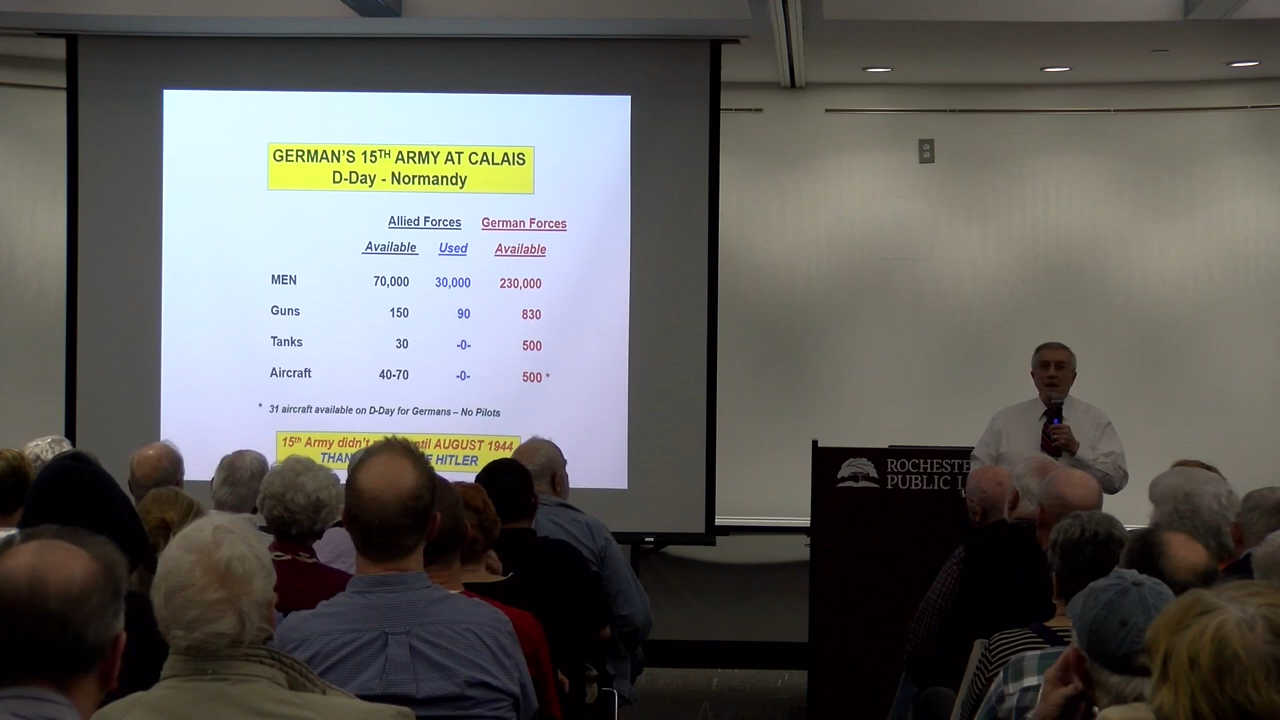 GERMAN'S 15TH ARMY AT CALAIS
D-Day - Normandy
Allied Forces German Forces
Available Used Available
MEN 70,000 30,000 230,000
Guns 150 90 830
Tanks 30 -0- 500
Aircraft 40-70 -0- 500 *
* 31 aircraft available on D-Day for Germans – No Pilots
15th Army didn't until AUGUST 1944
HITLER
ROCHESTE
PUBLIC L